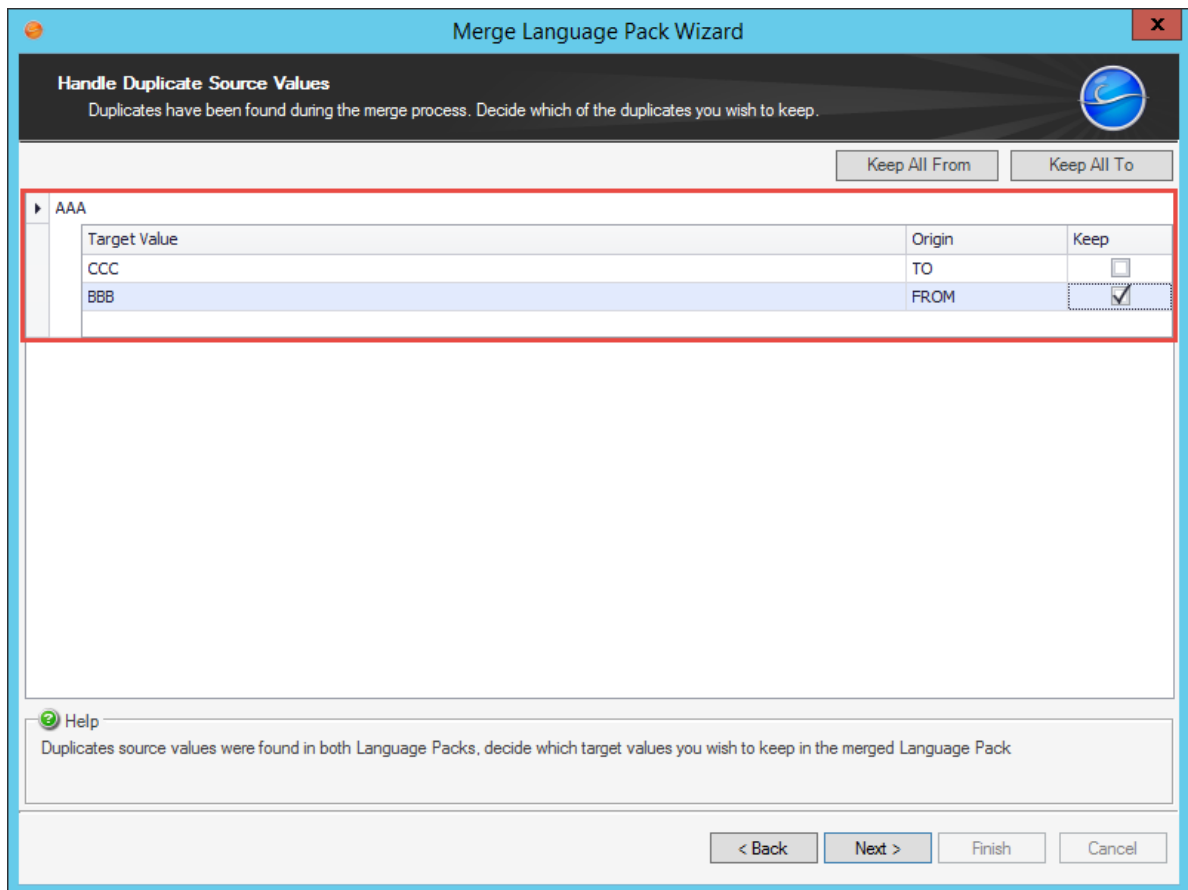 Merge Language Pack Wizard
x
Handle Duplicate Source Values
Duplicates have been found during the merge process. Decide which of the duplicates you wish to keep.
Keep All From Keep All To
AAA
Target Value Origin Keep
CCC TO
BBB FROM
Help
Duplicates source values were found in both Language Packs, decide which target values you wish to keep in the merged Language Pack
< Back Next > Finish Cancel